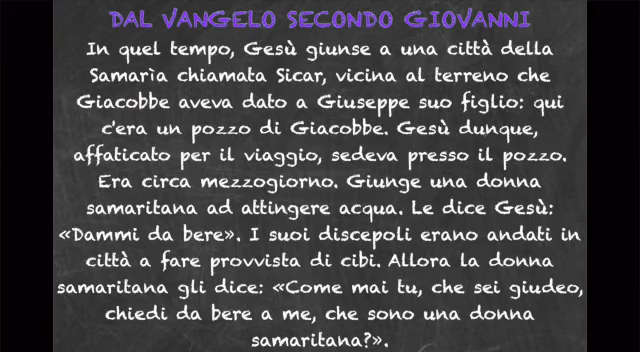 DAL VANGELO SECONDO GIOVANNI
In quel tempo, Gesù giunse a una città della
Samarìa chiamata Sicar, vicina al terreno che
Giacobbe aveva dato a Giuseppe suo figlio: qui
c'era un pozzo di Giacobbe. Gesù dunque,
affaticato per il viaggio, sedeva presso il pozzo.
Era circa mezzogiorno. Giunge una donna
samaritana ad attingere acqua. Le dice Gesù:
«Dammi da bere». I suoi discepoli erano andati in
città a fare provvista di cibi. Allora la donna
samaritana gli dice: «Come mai tu, che sei giudeo,
chiedi da bere a me, che sono una donna
samaritana?».